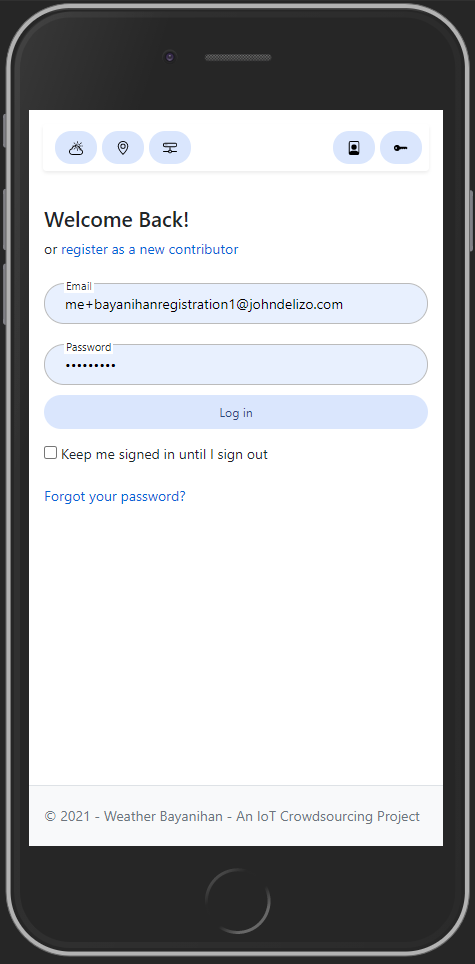 Welcome Back!
or register as a new contributor
Email
me+bayanihanregistration1@johndelizo.com
Password
•••••••••
Log in
Keep me signed in until I sign out
Forgot your password?
© 2021 - Weather Bayanihan - An IoT Crowdsourcing Project